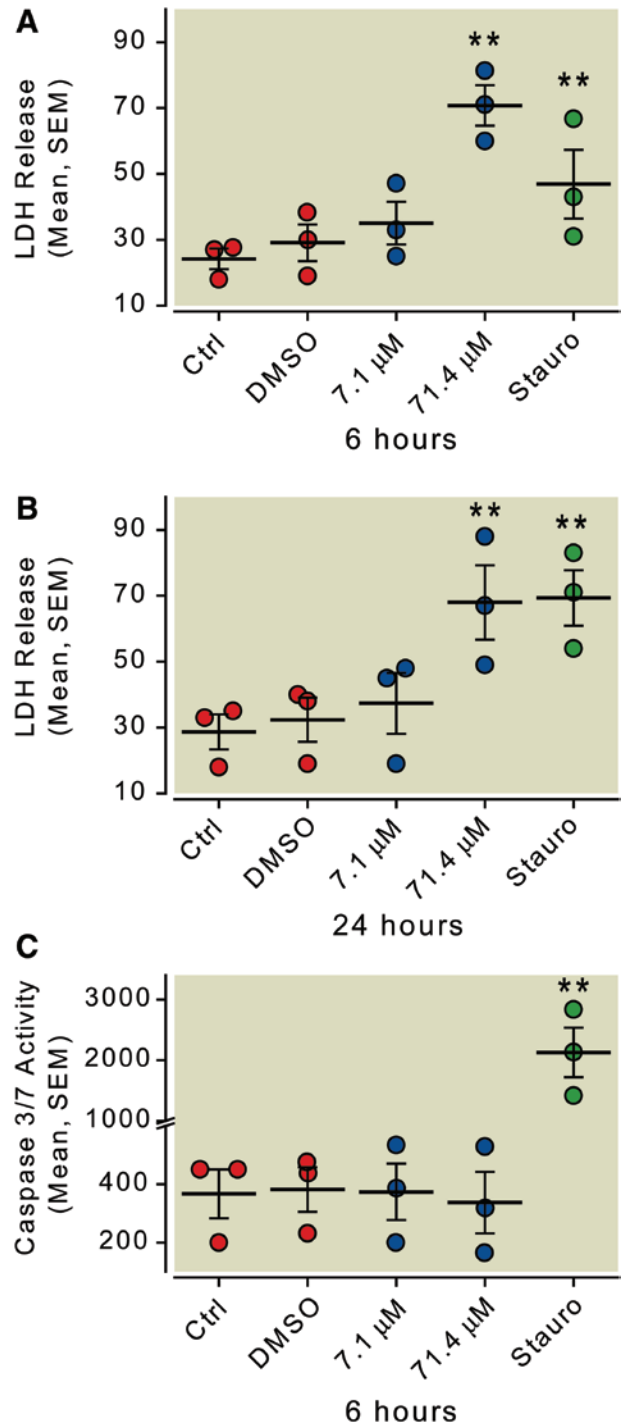 A
LDH Release
(Mean, SEM)
90
70
50
30
10
**
**
Ctrl
DMSO
7.1 μM
71.4 μM
Stauro
6 hours
B
LDH Release
(Mean, SEM)
90
70
50
30
10
**
**
Ctrl
DMSO
7.1 μM
71.4 μM
Stauro
24 hours
C
Caspase 3/7 Activity
(Mean, SEM)
3000
2000
1000
400
200
**
Ctrl
DMSO
7.1 μM
71.4 μM
Stauro
6 hours